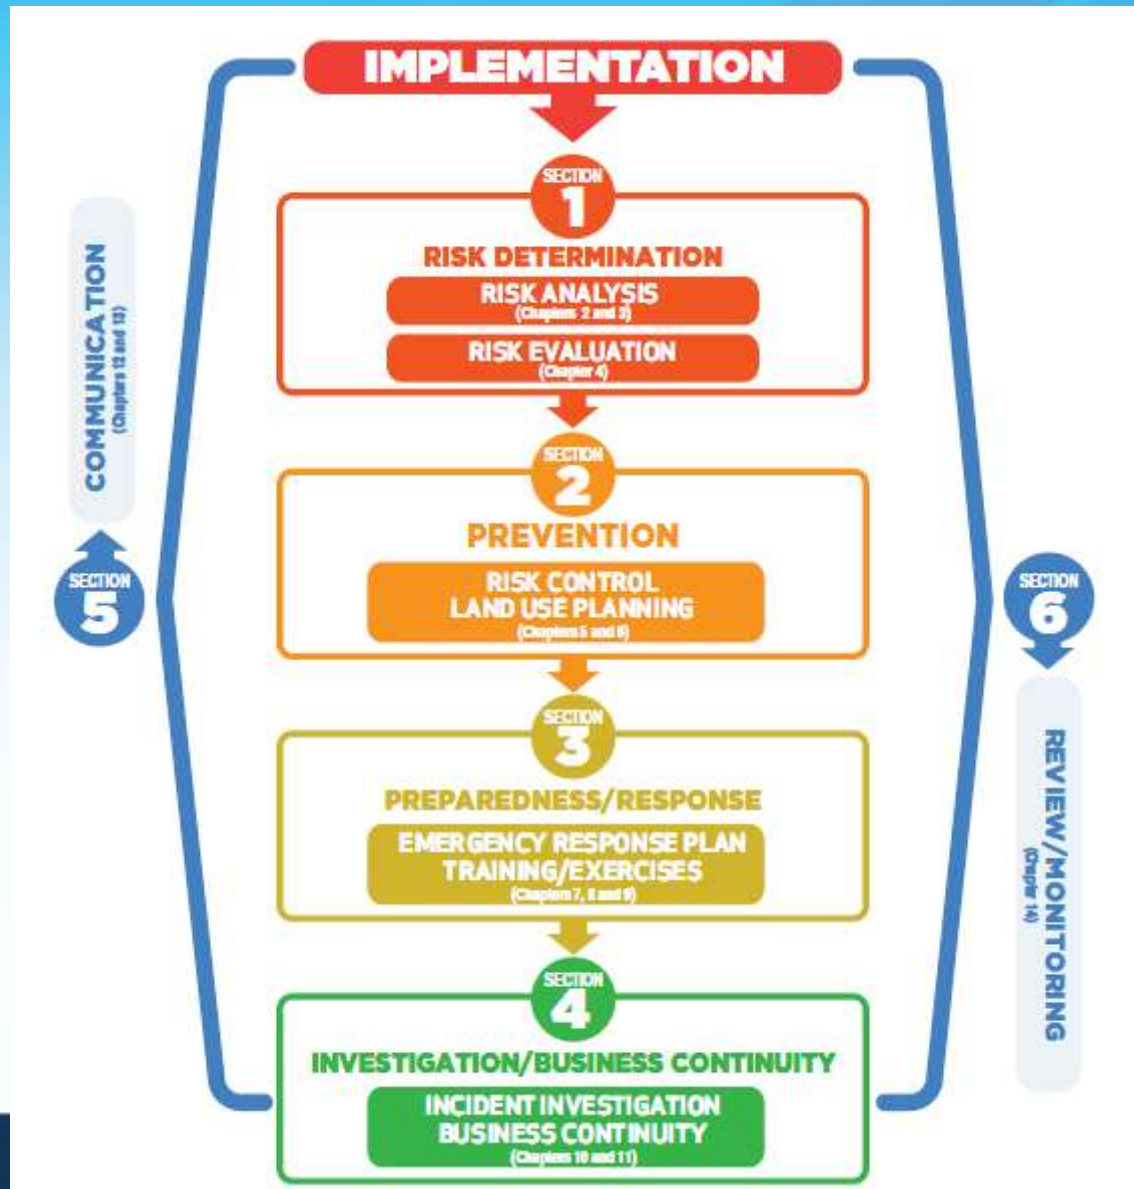 IMPLEMENTATION
SECTION
1
RISK DETERMINATION
RISK ANALYSIS
(Chapters 2 and 3)
RISK EVALUATION
(Chapter 4)
SECTION
2
PREVENTION
RISK CONTROL
LAND USE PLANNING
(Chapters 5 and 6)
SECTION
3
PREPAREDNESS/RESPONSE
EMERGENCY RESPONSE PLAN
TRAINING/EXERCISES
(Chapters 7, 8 and 9)
SECTION
4
INVESTIGATION/BUSINESS CONTINUITY
INCIDENT INVESTIGATION
BUSINESS CONTINUITY
(Chapters 10 and 11)
COMMUNICATION
(Chapters 12 and 13)
SECTION
5
SECTION
6
REVIEW/MONITORING
(Chapter 14)